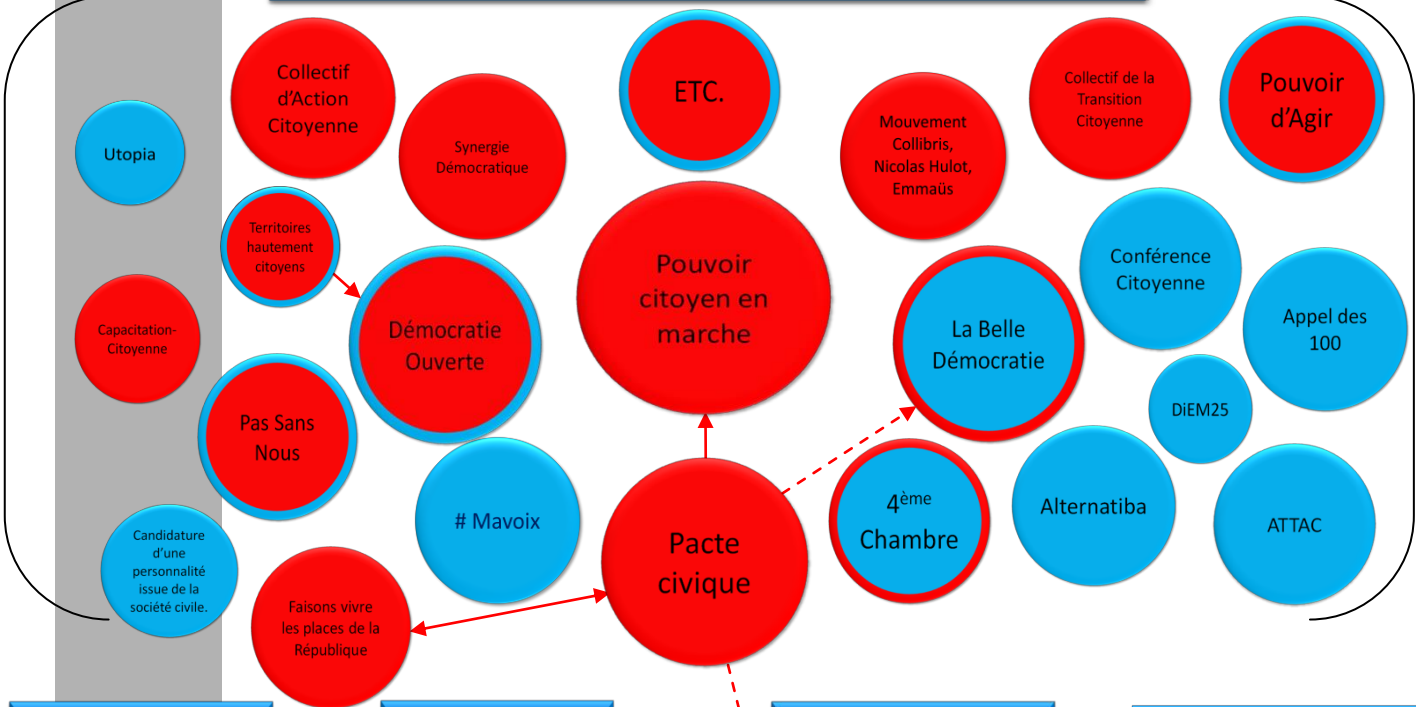 Collectif
d’Action
Citoyenne
ETC.
Collectif de la
Transition
Citoyenne
Pouvoir
d’Agir
Utopia
Synergie
Démocratique
Mouvement
Collibris,
Nicolas Hulot,
Emmaüs
Territoires
hautement
citoyens
Pouvoir
citoyen en
marche
Conférence
Citoyenne
Capacitation-
Citoyenne
Démocratie
Ouverte
La Belle
Démocratie
Appel des
100
Pas Sans
Nous
DiEM25
# Mavoix
4ème
Chambre
Alternatiba
ATTAC
Candidature
d’une
personnalité
issue de la
société civile.
Pacte
civique
Faisons vivre
les places de la
République